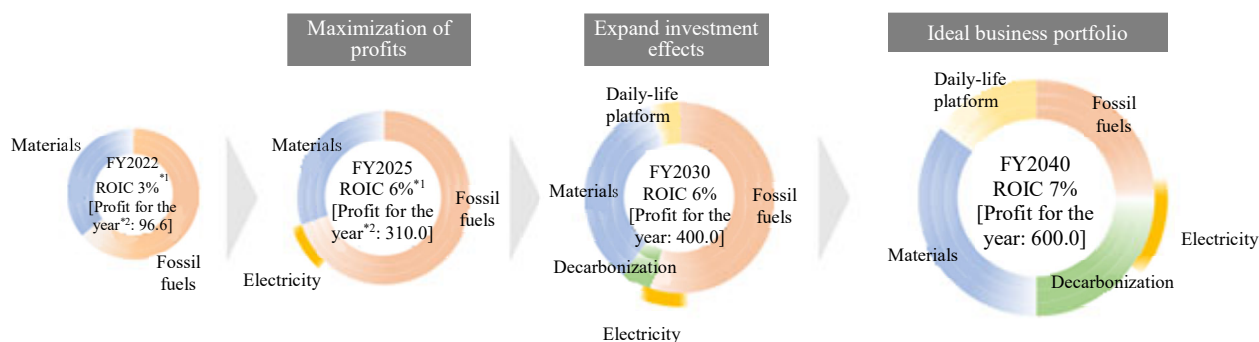 Maximization of
profits
Expand investment
effects
Ideal business portfolio
Materials
FY2022
ROIC 3%*1
[Profit for the
year*2: 96.6]
Fossil
fuels
Materials
FY2025
ROIC 6%*1
[Profit for the
year*2: 310.0]
Fossil
fuels
Electricity
Daily-life
platform
Materials
FY2030
ROIC 6%
[Profit for the
year: 400.0]
Fossil
fuels
Decarbonization
Electricity
Daily-life
platform
Fossil
fuels
FY2040
ROIC 7%
[Profit for the
year: 600.0]
Electricity
Materials
Decarbonization